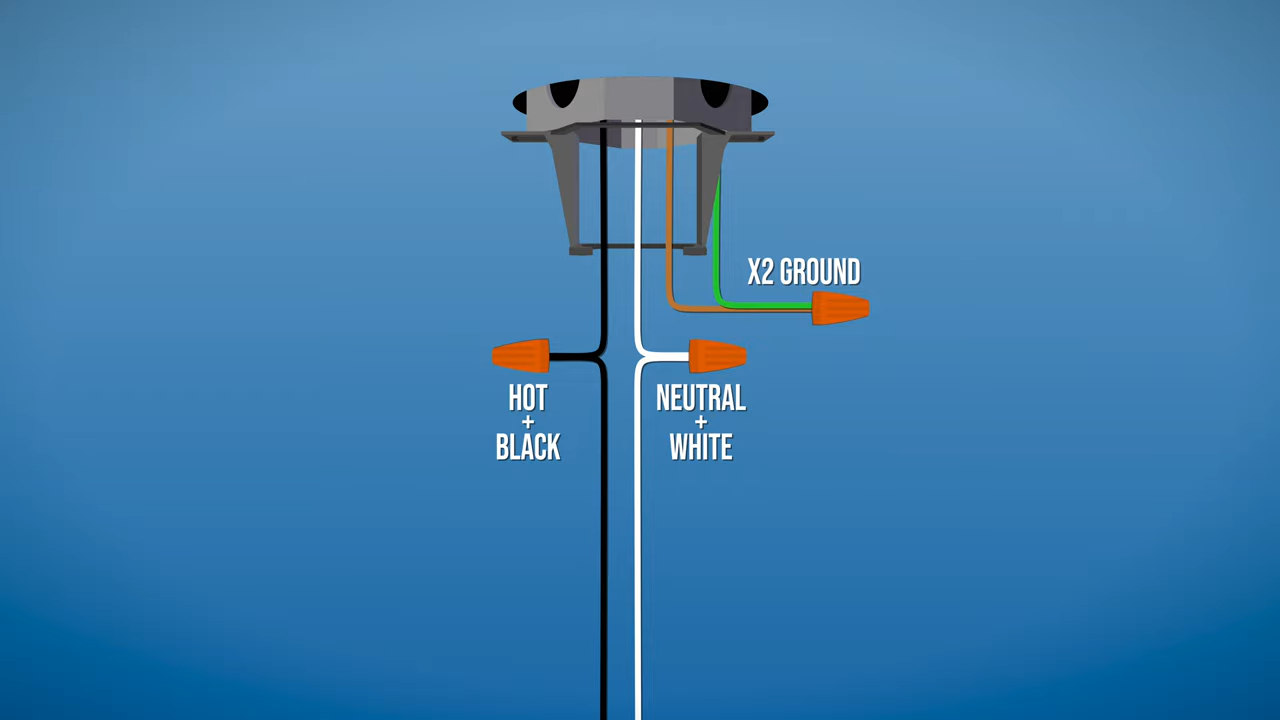 X2 GROUND
HOT
+
BLACK
NEUTRAL
+
WHITE